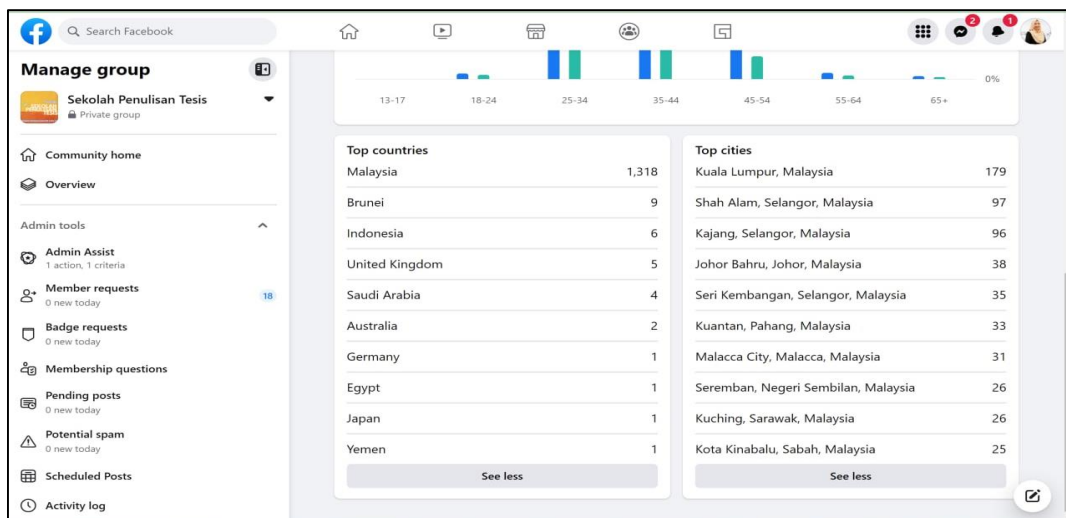 Search Facebook
2
1
Manage group
Sekolah Penulisan Tesis
Private group
Community home
Overview
Admin tools
Admin Assist
1 action, 1 criteria
Member requests
0 new today
18
Badge requests
0 new today
Membership questions
Pending posts
0 new today
Potential spam
0 new today
Scheduled Posts
Activity log
0%
13-17 18-24 25-34 35-44 45-54 55-64 65+
Top countries
Malaysia 1,318
Brunei 9
Indonesia 6
United Kingdom 5
Saudi Arabia 4
Australia 2
Germany 1
Egypt 1
Japan 1
Yemen 1
See less
Top cities
Kuala Lumpur, Malaysia 179
Shah Alam, Selangor, Malaysia 97
Kajang, Selangor, Malaysia 96
Johor Bahru, Johor, Malaysia 38
Seri Kembangan, Selangor, Malaysia 35
Kuantan, Pahang, Malaysia 33
Malacca City, Malacca, Malaysia 31
Seremban, Negeri Sembilan, Malaysia 26
Kuching, Sarawak, Malaysia 26
Kota Kinabalu, Sabah, Malaysia 25
See less